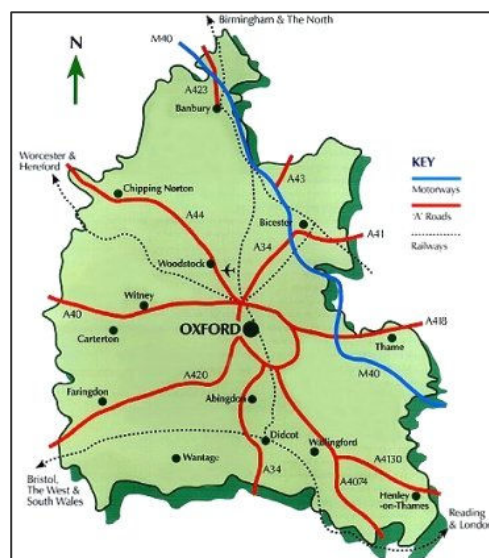 Birmingham & The North
M40
N
A423
Banbury
Worcester &
Hereford
KEY
Motorways
'A' Roads
Railways
A43
Chipping Norton
A44
Bicester
A41
A34
Woodstock
Witney
A40
OXFORD
A418
Carterton
Thame
M40
A420
Faringdon
Abingdon
Didcot
Wallingford
Wantage
A4130
A34
A4074
Bristol,
The West &
South Wales
Henley
-on-Thames
Reading
& London